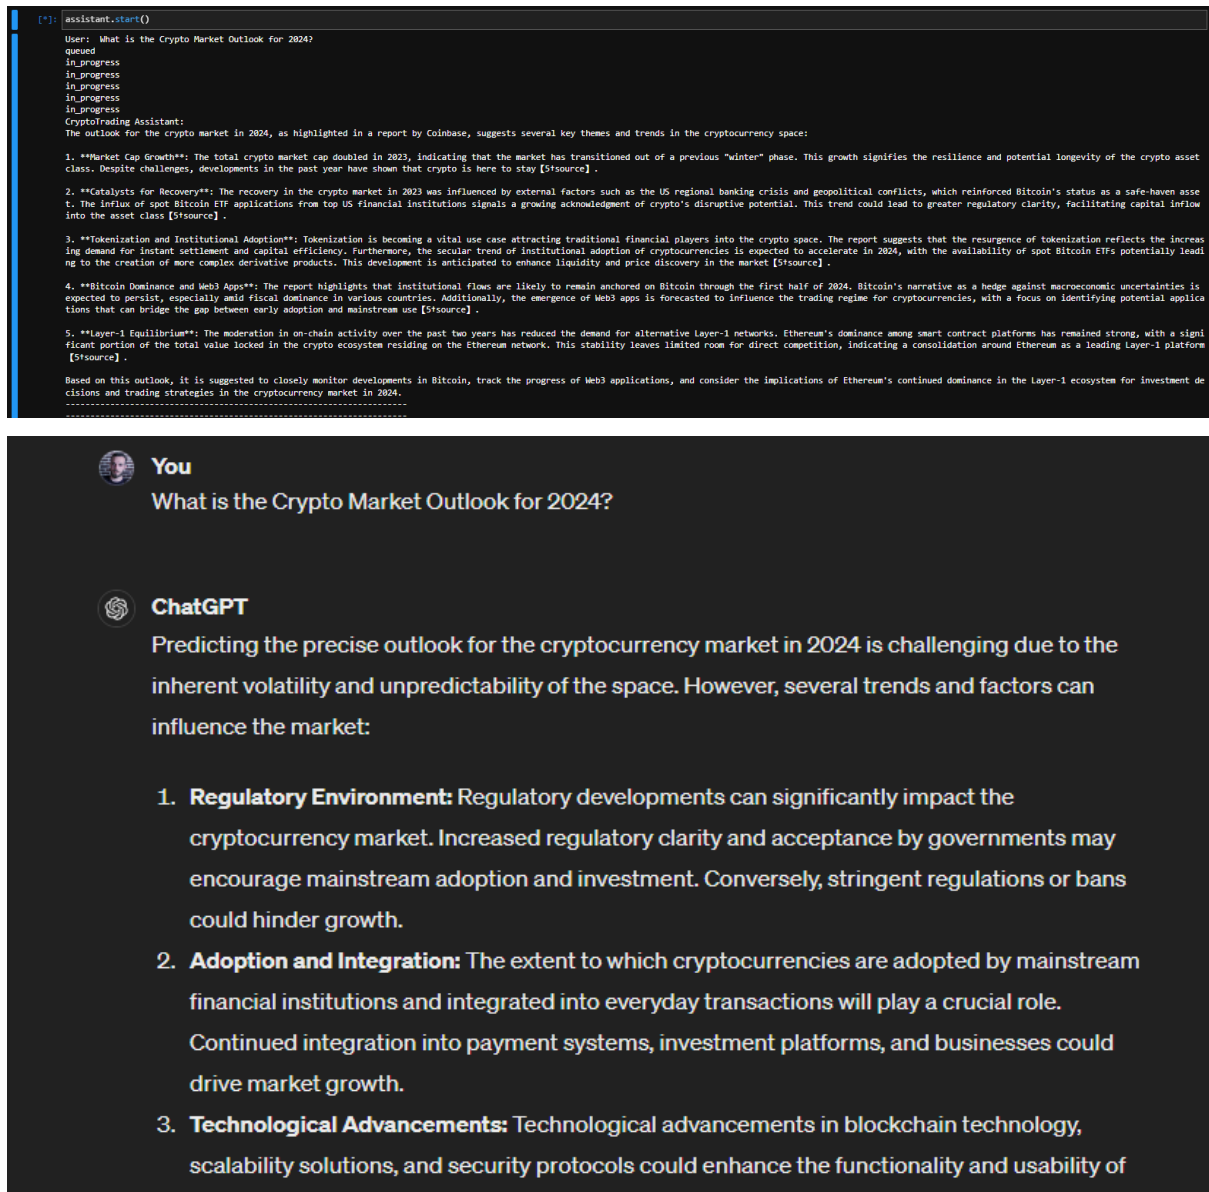 [*]: assistant.start()
User:  What is the Crypto Market Outlook for 2024?
queued
in_progress
in_progress
in_progress
in_progress
in_progress
CryptoTrading Assistant:
The outlook for the crypto market in 2024, as highlighted in a report by Coinbase, suggests several key themes and trends in the cryptocurrency space:
1. **Market Cap Growth**: The total crypto market cap doubled in 2023, indicating that the market has transitioned out of a previous "winter" phase. This growth signifies the resilience and potential longevity of the crypto asset
class. Despite challenges, developments in the past year have shown that crypto is here to stay【5†source】.
2. **Catalysts for Recovery**: The recovery in the crypto market in 2023 was influenced by external factors such as the US regional banking crisis and geopolitical conflicts, which reinforced Bitcoin's status as a safe-haven asse
t. The influx of spot Bitcoin ETF applications from top US financial institutions signals a growing acknowledgment of crypto's disruptive potential. This trend could lead to greater regulatory clarity, facilitating capital inflow
into the asset class【5†source】.
3. **Tokenization and Institutional Adoption**: Tokenization is becoming a vital use case attracting traditional financial players into the crypto space. The report suggests that the resurgence of tokenization reflects the increas
ing demand for instant settlement and capital efficiency. Furthermore, the secular trend of institutional adoption of cryptocurrencies is expected to accelerate in 2024, with the availability of spot Bitcoin ETFs potentially leadi
ng to the creation of more complex derivative products. This development is anticipated to enhance liquidity and price discovery in the market【5†source】.
4. **Bitcoin Dominance and Web3 Apps**: The report highlights that institutional flows are likely to remain anchored on Bitcoin through the first half of 2024. Bitcoin's narrative as a hedge against macroeconomic uncertainties is
expected to persist, especially amid fiscal dominance in various countries. Additionally, the emergence of Web3 apps is forecasted to influence the trading regime for cryptocurrencies, with a focus on identifying potential applica
tions that can bridge the gap between early adoption and mainstream use【5†source】.
5. **Layer-1 Equilibrium**: The moderation in on-chain activity over the past two years has reduced the demand for alternative Layer-1 networks. Ethereum's dominance among smart contract platforms has remained strong, with a signi
ficant portion of the total value locked in the crypto ecosystem residing on the Ethereum network. This stability leaves limited room for direct competition, indicating a consolidation around Ethereum as a leading Layer-1 platform
【5†source】.
Based on this outlook, it is suggested to closely monitor developments in Bitcoin, track the progress of Web3 applications, and consider the implications of Ethereum's continued dominance in the Layer-1 ecosystem for investment de
cisions and trading strategies in the cryptocurrency market in 2024.
----------------------------------------------------------------------
----------------------------------------------------------------------
You
What is the Crypto Market Outlook for 2024?
ChatGPT
Predicting the precise outlook for the cryptocurrency market in 2024 is challenging due to the
inherent volatility and unpredictability of the space. However, several trends and factors can
influence the market:
1. Regulatory Environment: Regulatory developments can significantly impact the
cryptocurrency market. Increased regulatory clarity and acceptance by governments may
encourage mainstream adoption and investment. Conversely, stringent regulations or bans
could hinder growth.
2. Adoption and Integration: The extent to which cryptocurrencies are adopted by mainstream
financial institutions and integrated into everyday transactions will play a crucial role.
Continued integration into payment systems, investment platforms, and businesses could
drive market growth.
3. Technological Advancements: Technological advancements in blockchain technology,
scalability solutions, and security protocols could enhance the functionality and usability of